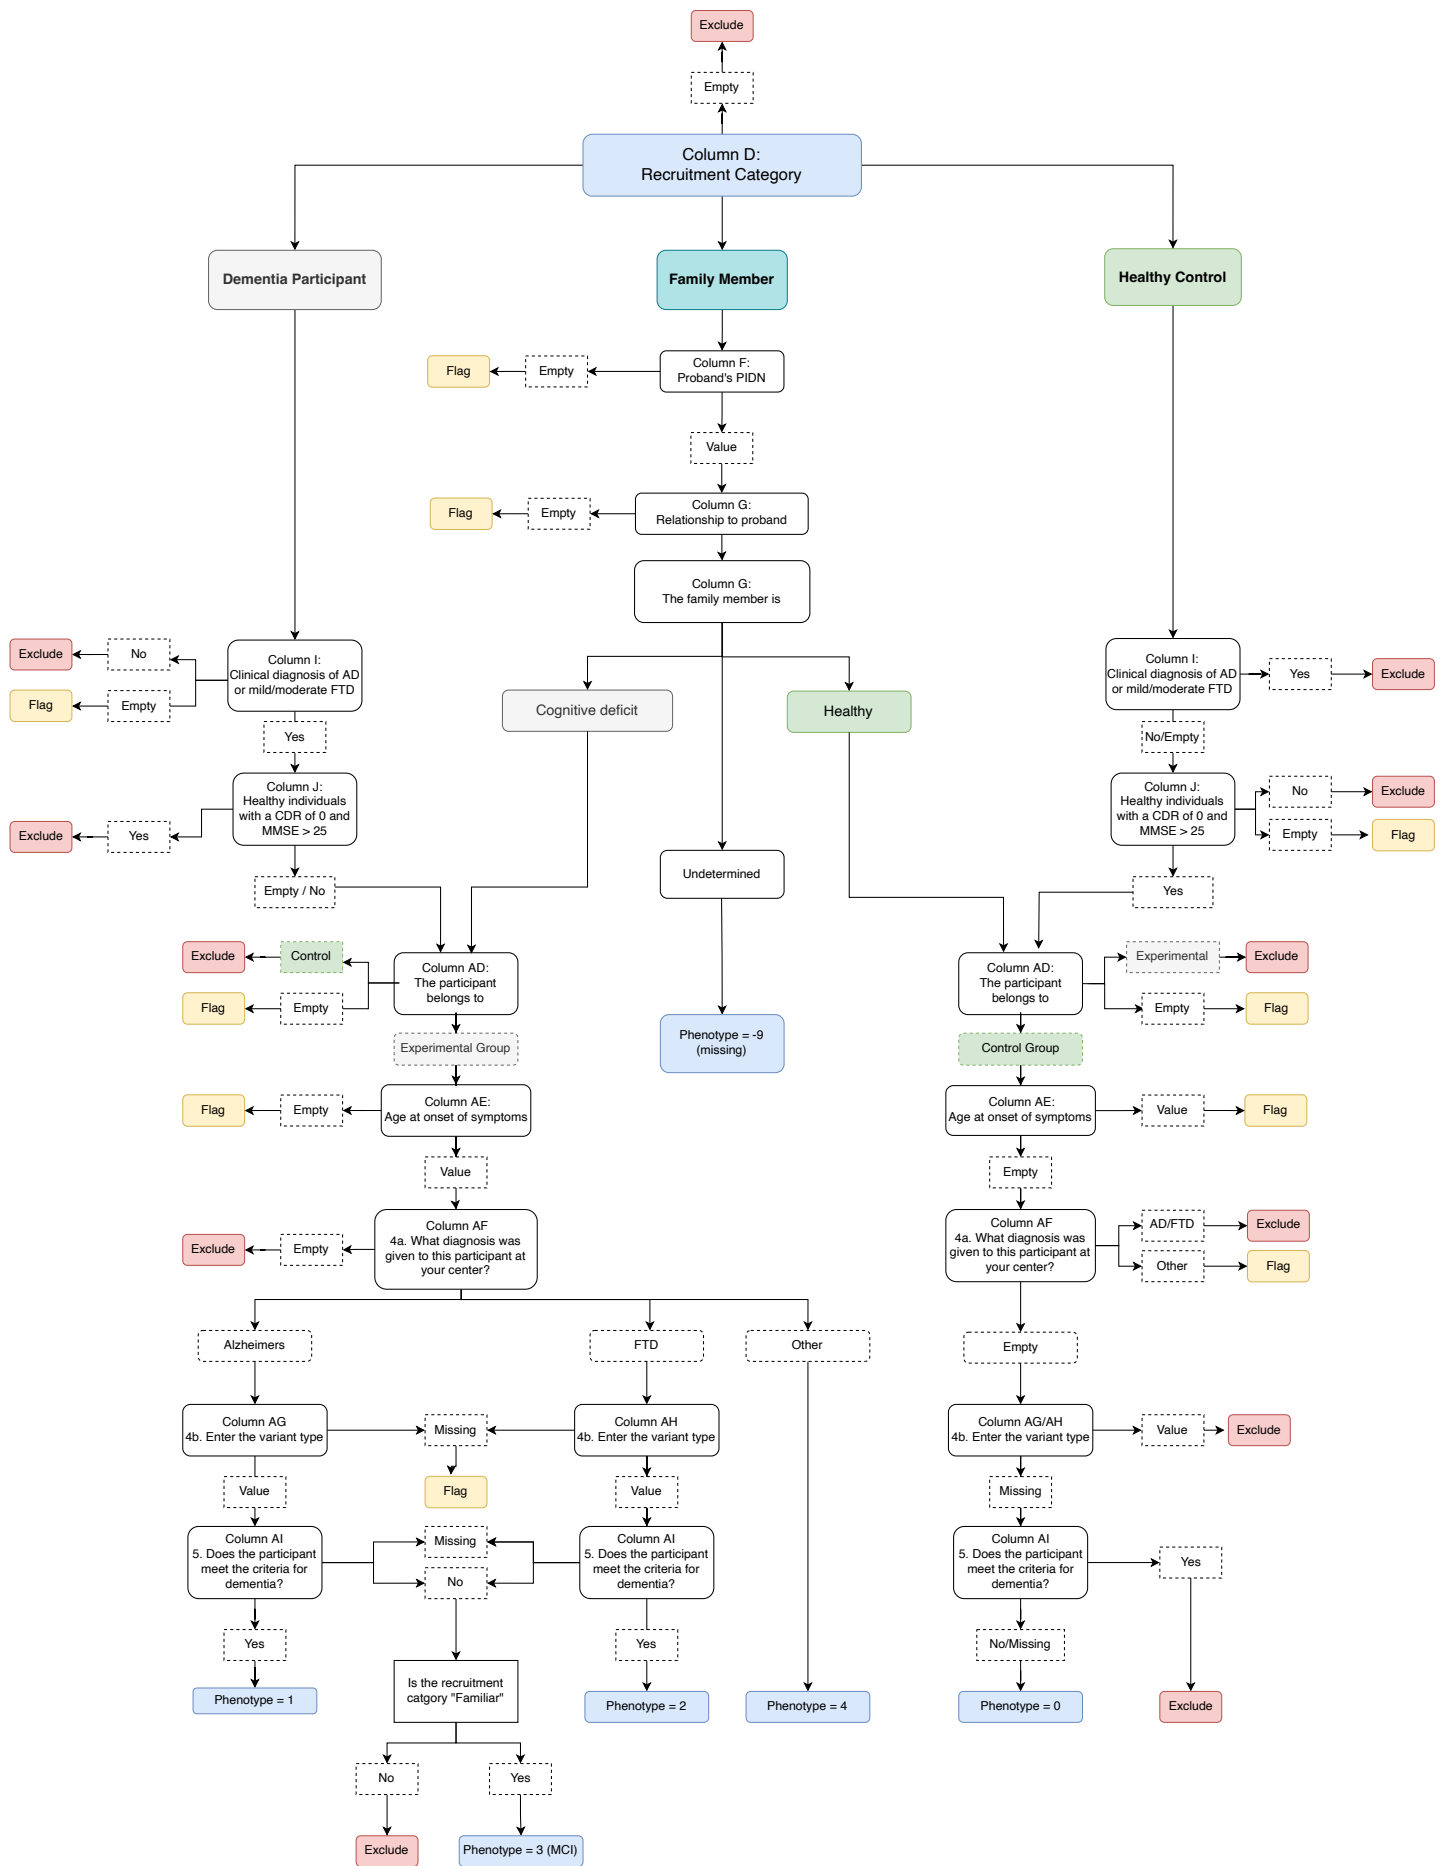 Exclude
Empty
Column D:
Recruitment Category
Dementia Participant
Family Member
Healthy Control
Column F:
Proband's PIDN
Empty
Flag
Value
Column G:
Relationship to proband
Empty
Flag
Column G:
The family member is
Exclude
No
Flag
Empty
Column I:
Clinical diagnosis of AD
or mild/moderate FTD
Cognitive deficit
Healthy
Column I:
Clinical diagnosis of AD
or mild/moderate FTD
Yes
Exclude
Yes
No/Empty
Column J:
Healthy individuals
with a CDR of 0 and
MMSE > 25
Exclude
Yes
Column J:
Healthy individuals
with a CDR of 0 and
MMSE > 25
No
Exclude
Empty
Flag
Empty / No
Undetermined
Yes
Exclude
Control
Flag
Empty
Column AD:
The participant
belongs to
Column AD:
The participant
belongs to
Experimental
Exclude
Empty
Flag
Experimental Group
Phenotype = -9
(missing)
Control Group
Flag
Empty
Column AE:
Age at onset of symptoms
Column AE:
Age at onset of symptoms
Value
Flag
Value
Empty
Exclude
Empty
Column AF
4a. What diagnosis was
given to this participant at
your center?
Column AF
4a. What diagnosis was
given to this participant at
your center?
AD/FTD
Exclude
Other
Flag
Alzheimers
FTD
Other
Empty
Column AG
4b. Enter the variant type
Missing
Column AH
4b. Enter the variant type
Column AG/AH
4b. Enter the variant type
Value
Exclude
Value
Flag
Value
Missing
Column AI
5. Does the participant
meet the criteria for
dementia?
Missing
No
Column AI
5. Does the participant
meet the criteria for
dementia?
Column AI
5. Does the participant
meet the criteria for
dementia?
Yes
Yes
Yes
No/Missing
Is the recruitment
catgory "Familiar"
Phenotype = 1
Phenotype = 2
Phenotype = 4
Phenotype = 0
Exclude
No
Yes
Exclude
Phenotype = 3 (MCI)